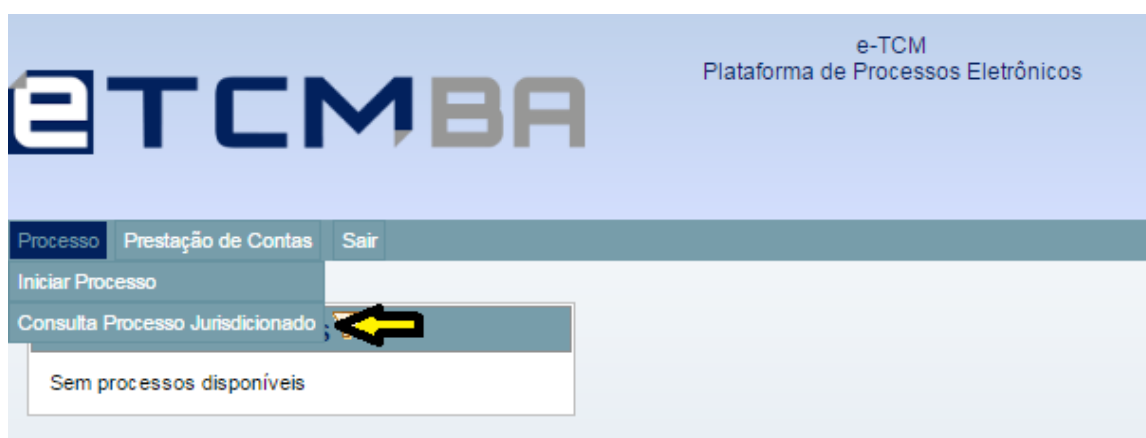 e-TCM
Plataforma de Processos Eletrônicos
eTCMBA
Processo Prestação de Contas Sair
Iniciar Processo
Consulta Processo Jurisdicionado
Sem processos disponíveis